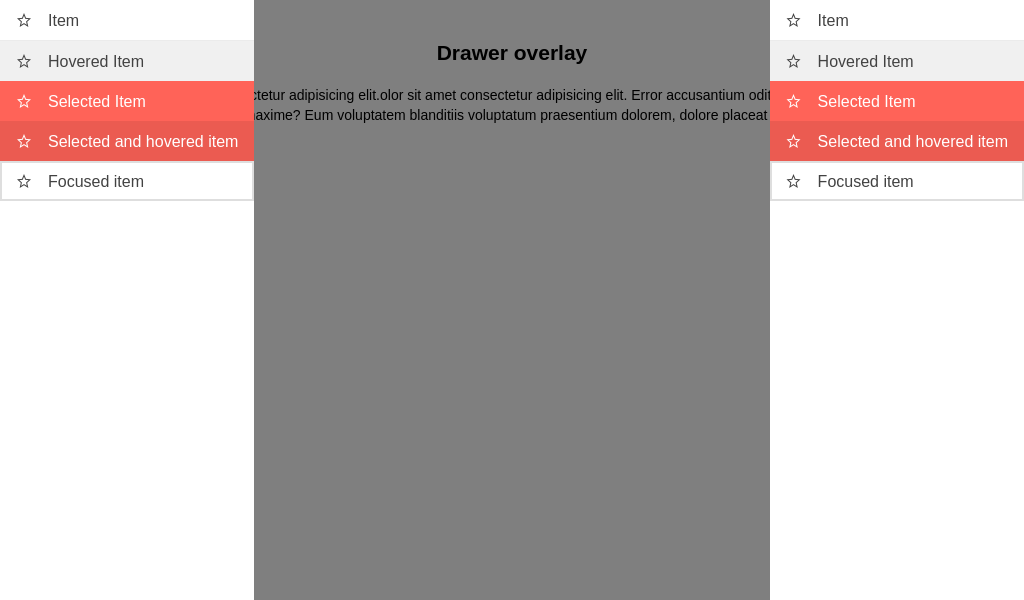 Item
Hovered Item
Selected Item
Selected and hovered item
Focused item
Drawer overlay
adipisicing elit.olor sit amet consectetur adipisicing elit. Error accusantium odit
Eum voluptatem blanditiis voluptatum praesentium dolorem, dolore placeat
Item
Hovered Item
Selected Item
Selected and hovered item
Focused item